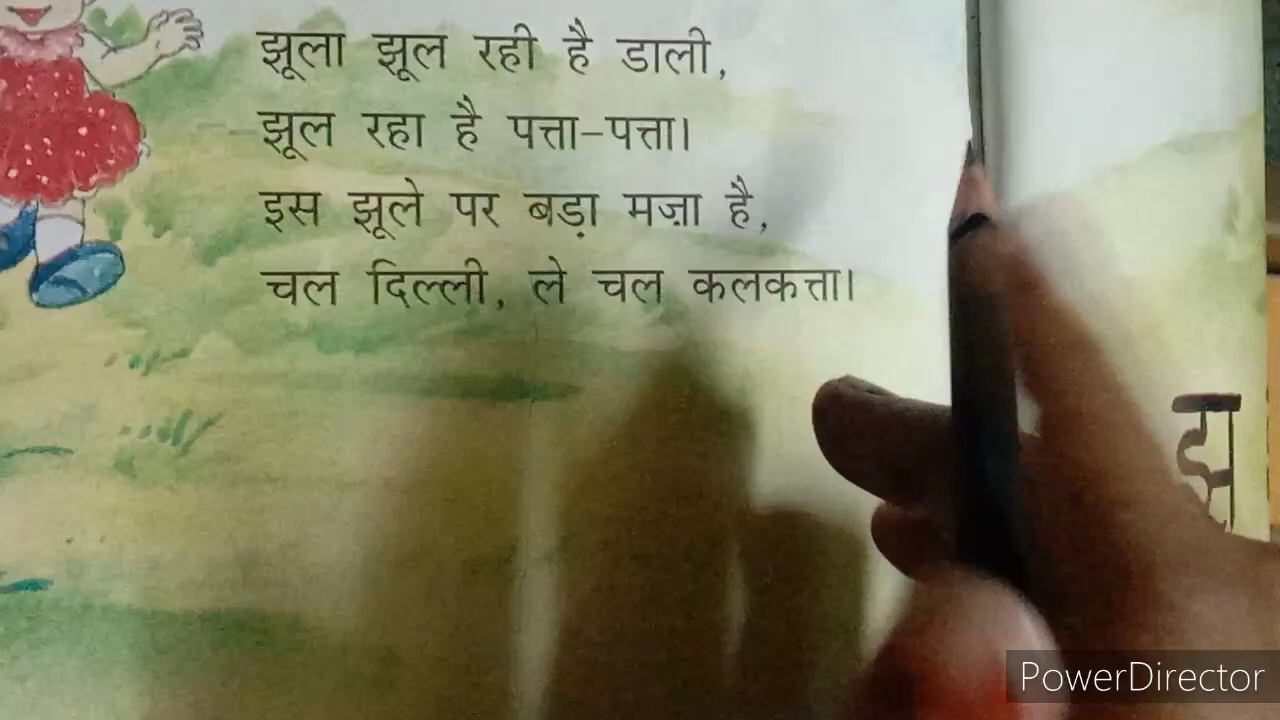 झूला झूल रही है डाली,
झूल रहा है पत्ता-पत्ता।
इस झूले पर बड़ा मज़ा है,
चल दिल्ली, ले चल कलकत्ता।
झ
PowerDirector